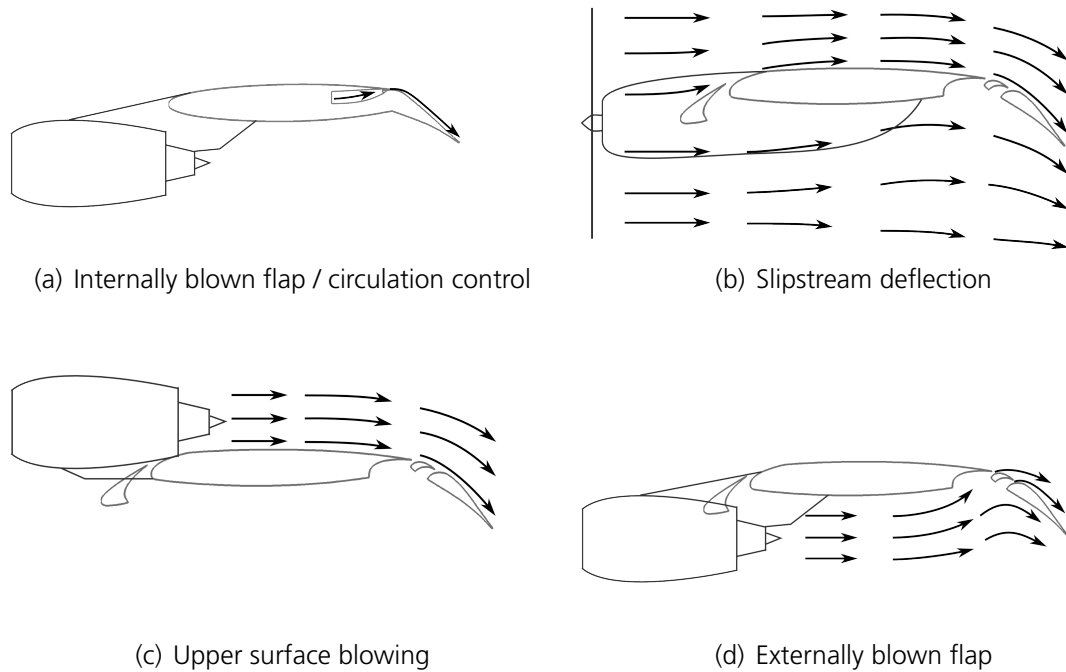 (a) Internally blown flap / circulation control
(b) Slipstream deflection
(c) Upper surface blowing
(d) Externally blown flap